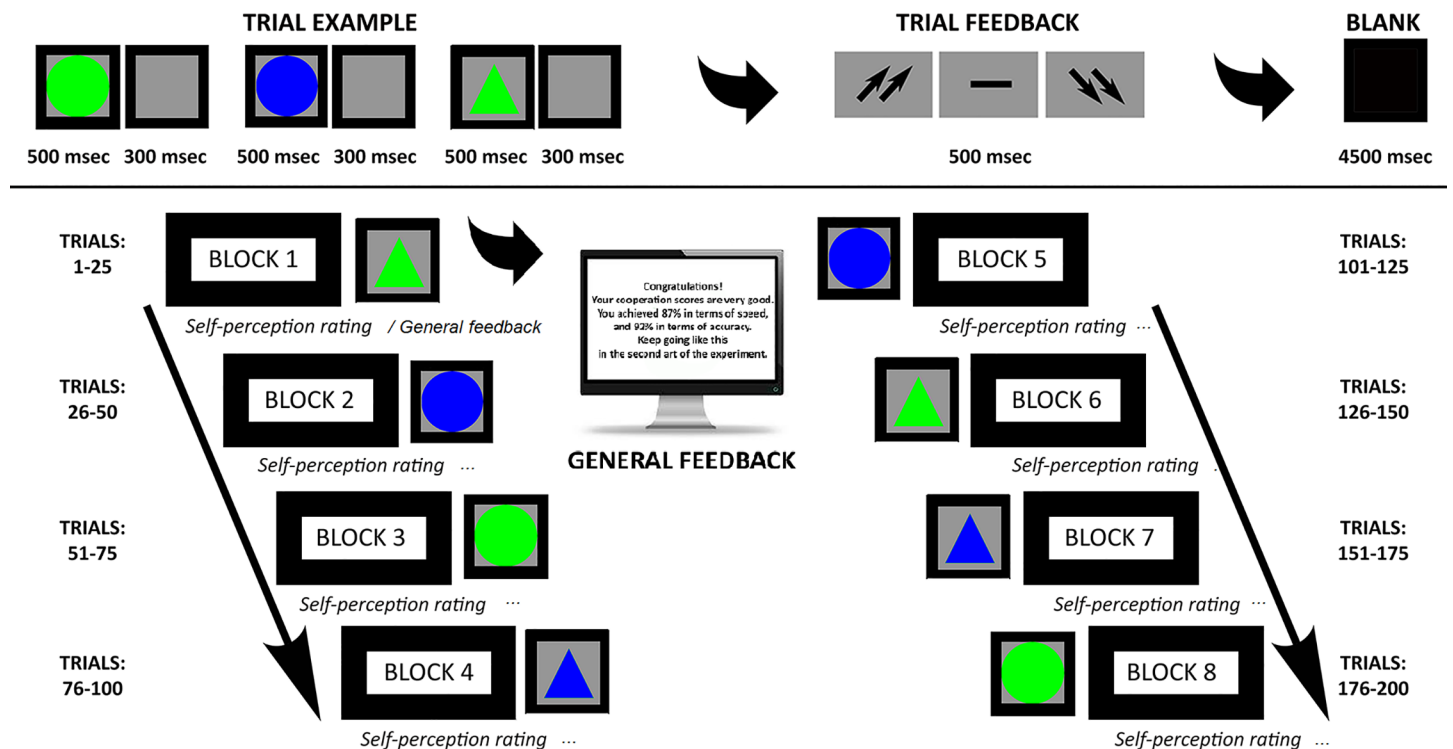 TRIAL EXAMPLE
TRIAL FEEDBACK
BLANK
500 msec 300 msec 500 msec 300 msec 500 msec 300 msec
500 msec
4500 msec
TRIALS:
1-25
BLOCK 1
Self-perception rating / General feedback
TRIALS:
26-50
BLOCK 2
Self-perception rating ...
TRIALS:
51-75
BLOCK 3
Self-perception rating ...
TRIALS:
76-100
BLOCK 4
Self-perception rating ...
Congratulations!
Your cooperation scores are very good.
You achieved 87% in terms of speed,
and 92% in terms of accuracy.
Keep going like this
in the second art of the experiment.
GENERAL FEEDBACK
BLOCK 5
TRIALS:
101-125
Self-perception rating ...
BLOCK 6
TRIALS:
126-150
Self-perception rating .
BLOCK 7
TRIALS:
151-175
Self-perception rating ...
BLOCK 8
TRIALS:
176-200
Self-perception rating ...